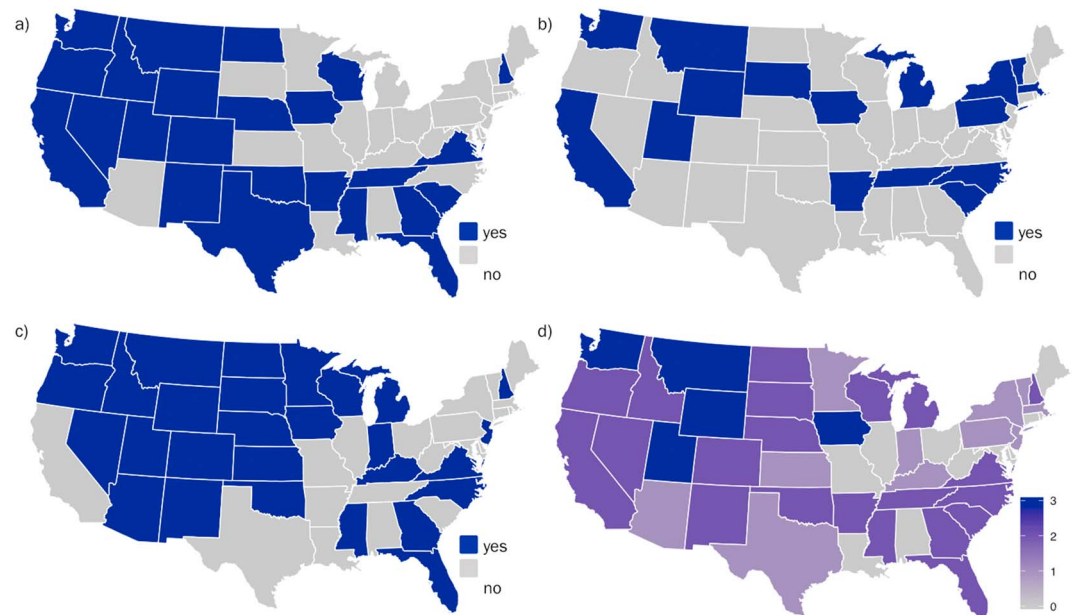 a)
yes
no
b)
yes
no
c)
yes
no
d)
3
2
1
0